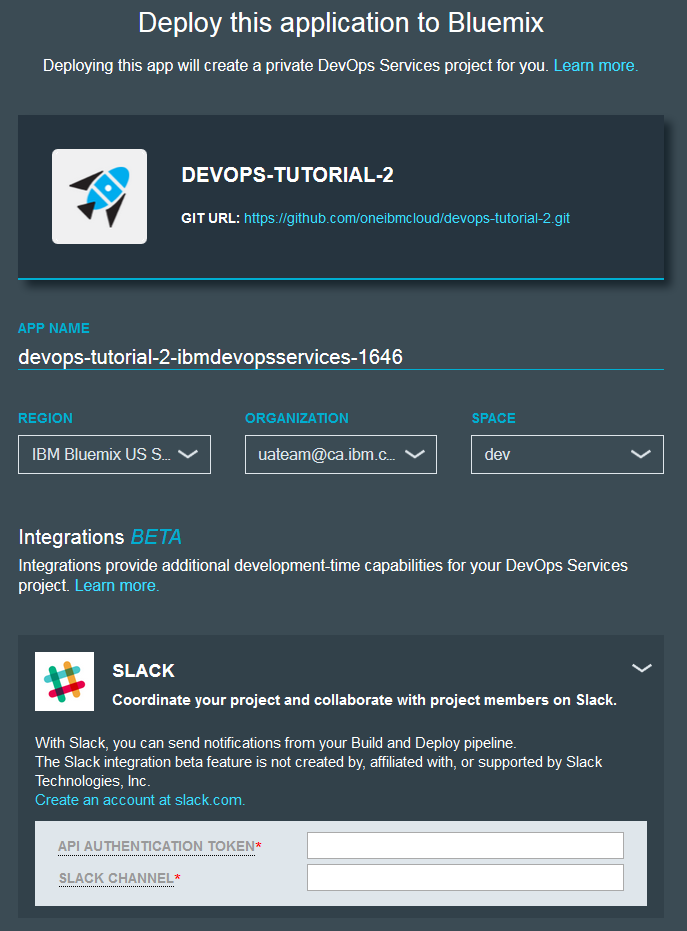 Deploy this application to Bluemix
Deploying this app will create a private DevOps Services project for you. Learn more.
DEVOPS-TUTORIAL-2
GIT URL: https://github.com/oneibmcloud/devops-tutorial-2.git
APP NAME
devops-tutorial-2-ibmdevopsservices-1646
REGION ORGANIZATION SPACE
IBM Bluemix US S... uateam@ca.ibm.c... dev
Integrations BETA
Integrations provide additional development-time capabilities for your DevOps Services
project. Learn more.
SLACK
Coordinate your project and collaborate with project members on Slack.
With Slack, you can send notifications from your Build and Deploy pipeline.
The Slack integration beta feature is not created by, affiliated with, or supported by Slack
Technologies, Inc.
Create an account at slack.com.
API AUTHENTICATION TOKEN*
SLACK CHANNEL*